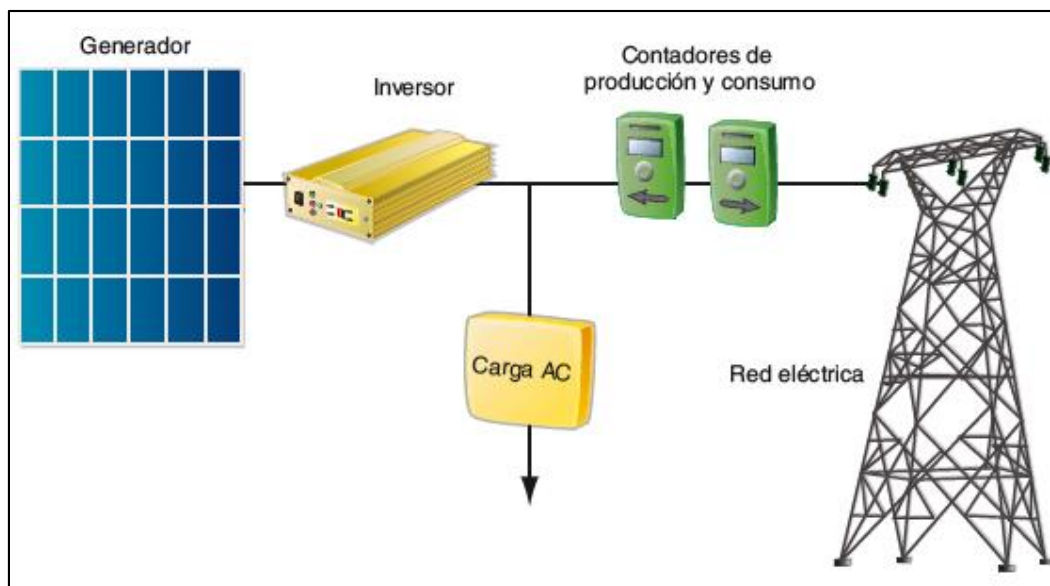 Generador
Inversor
Contadores de
producción y consumo
Carga AC
Red eléctrica